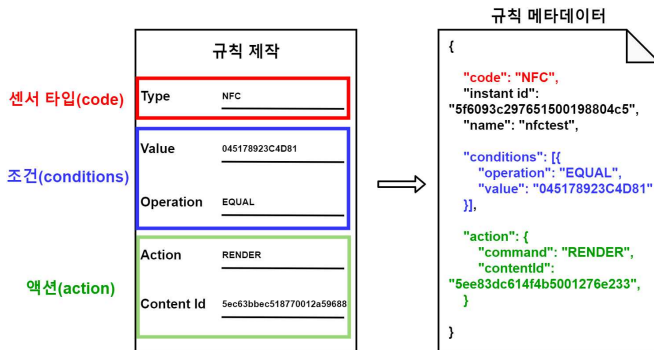 규칙 제작
센서 타입(code)
Type
NFC
조건(conditions)
Value
045178923C4D81
Operation
EQUAL
액션(action)
Action
RENDER
Content Id
5ec63bbec518770012a59688
규칙 메타데이터
{
"code": "NFC",
"instant id":
"5f6093c297651500198804c5",
"name": "nfctest",
"conditions": [{
"operation": "EQUAL",
"value": "045178923C4D81"
}],
"action": {
"command": "RENDER",
"contentId":
"5ee83dc614f4b5001276e233",
}
}